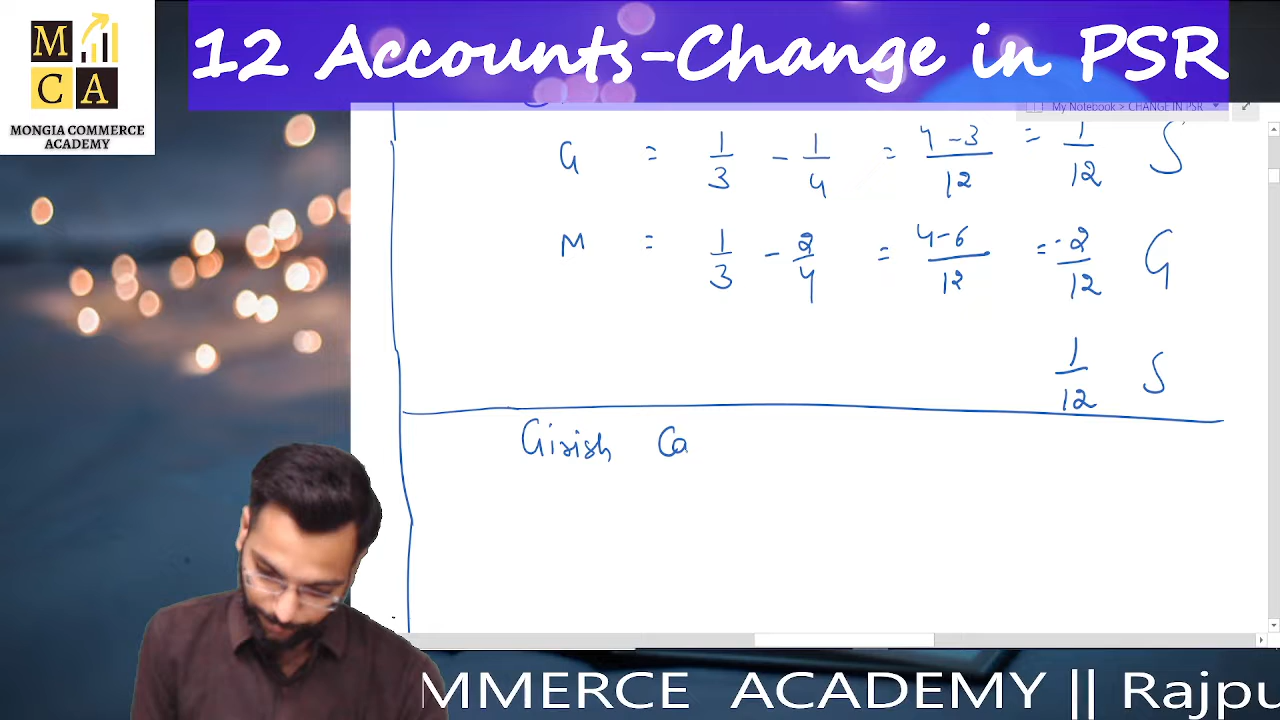 12 Accounts-Change in PSR
M
C A
MONGIA COMMERCE
ACADEMY
My Notebook > CHANGE IN PSR
G = 1/3 - 1/4 = 4-3/12 = 1/12 S
M = 1/3 - 2/4 = 4-6/12 = -2/12 G
1/12 S
Girish Ca
MMERCE ACADEMY || Rajpu